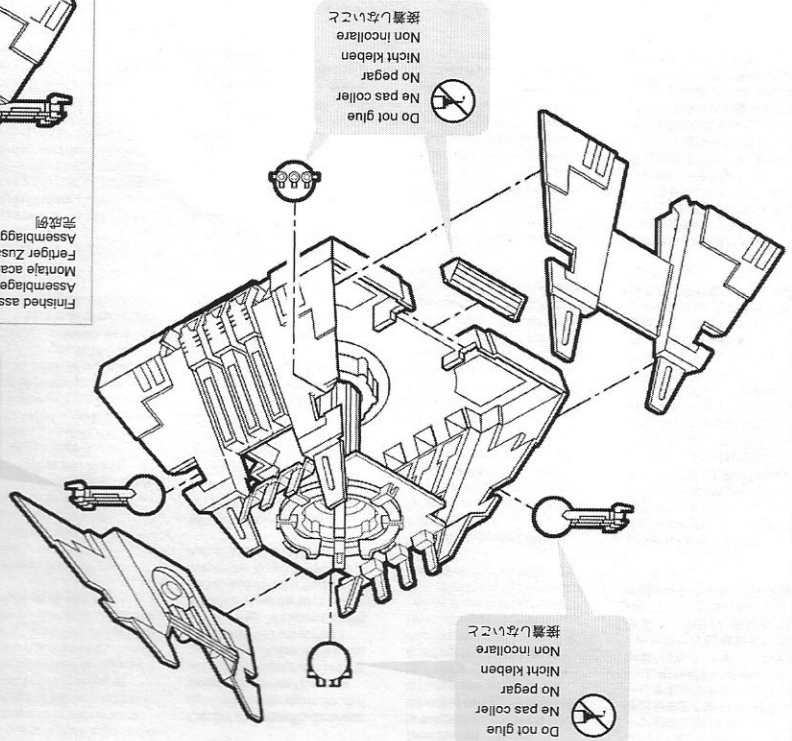 Do not glue
Ne pas coller
No pegar
Nicht kleben
Non incollare
接着しないこと
Finished ass
Assemblage
Montaje aca
Fertiger Zusa
Assemblagg
完成例
Do not glue
Ne pas coller
No pegar
Nicht kleben
Non incollare
接着しないこと